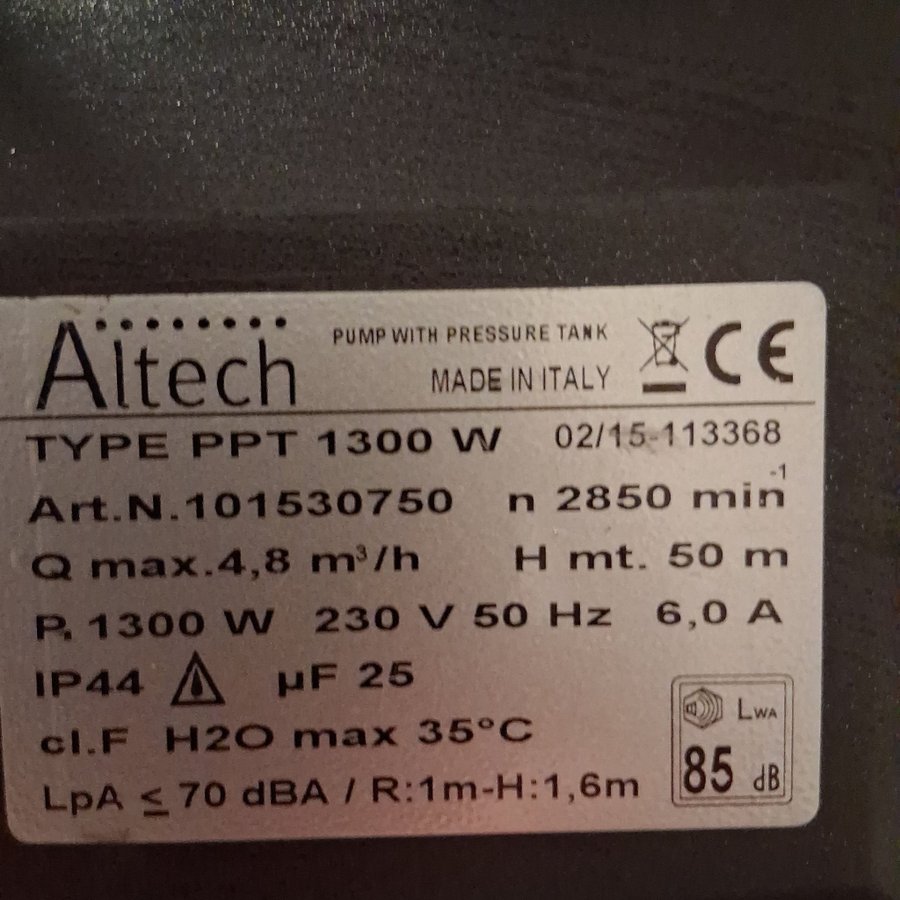 Altech PUMP WITH PRESSURE TANK
MADE IN ITALY CE
TYPE PPT 1300 W 02/15-113368
Art.N.101530750 n 2850 min⁻¹
Q max.4,8 m³/h H mt. 50 m
P₁ 1300 W 230 V 50 Hz 6,0 A
IP44 µF 25
cl.F H2O max 35°C LWA
LpA ≤ 70 dBA / R:1m-H:1,6m 85 dB